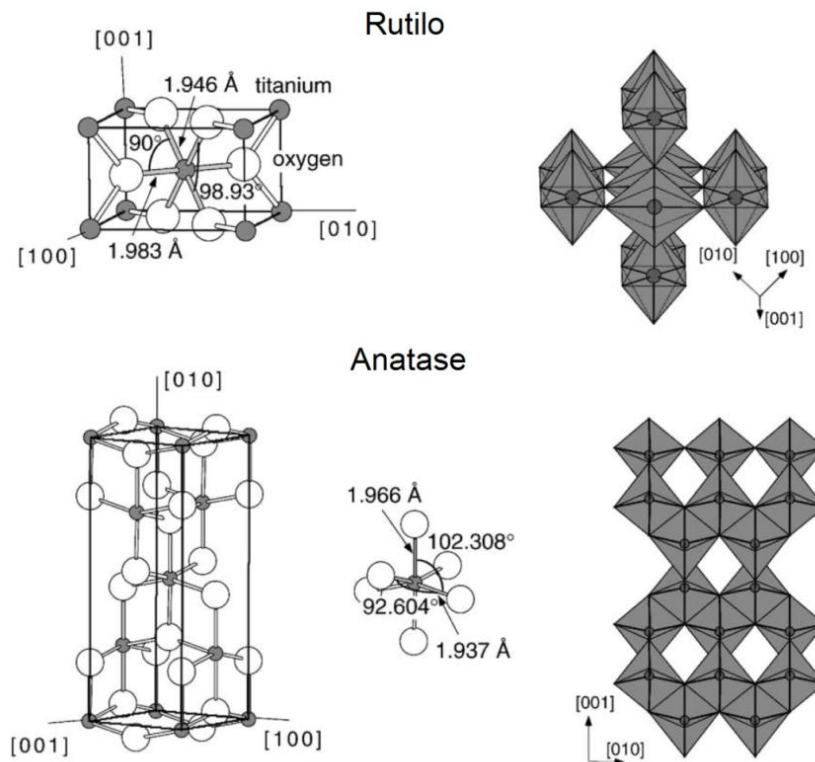 Rutilo
[001]
1.946 Å
titanium
90°
oxygen
98.93°
[010]
[100]
1.983 Å
[010]
[100]
[001]
Anatase
[010]
1.966 Å
102.308°
92.604°
1.937 Å
[001]
[100]
[001]
[010]